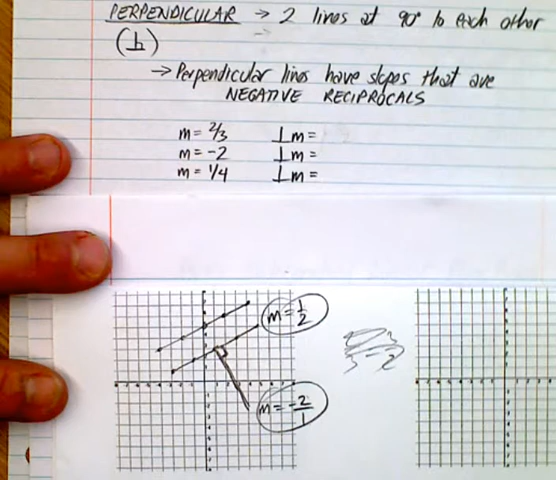 PERPENDICULAR → 2 lines at 90° to each other
(⊥)
→ Perpendicular lines have slopes that are
NEGATIVE RECIPROCALS
m = 2/3 ⊥m =
m = -2 ⊥m =
m = 1/4 ⊥m =
m = 1/2
m = -2/1